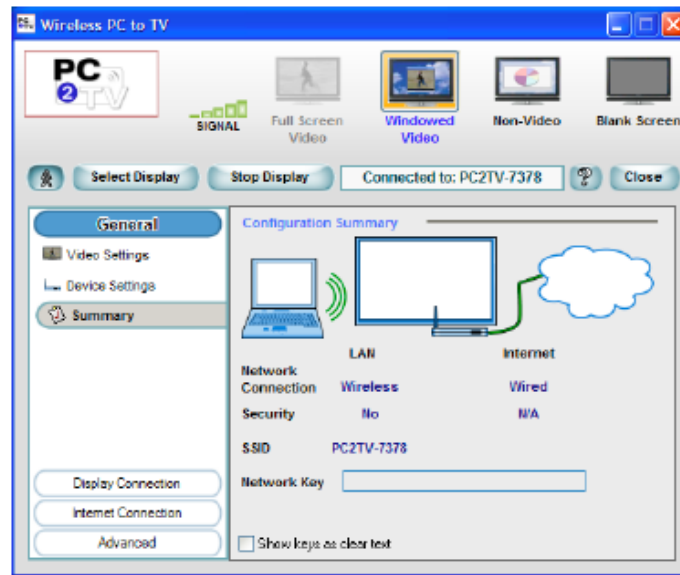 Wireless PC to TV
PC
2 TV
SIGNAL
Full Screen Video
Windowed Video
Non-Video
Blank Screen
Select Display
Stop Display
Connected to: PC2TV-7378
?
Close
General
Video Settings
Device Settings
Summary
Display Connection
Internet Connection
Advanced
Configuration Summary
LAN Internet
Network Connection Wireless Wired
Security No N/A
SSID PC2TV-7378
Network Key
Show keys as clear text